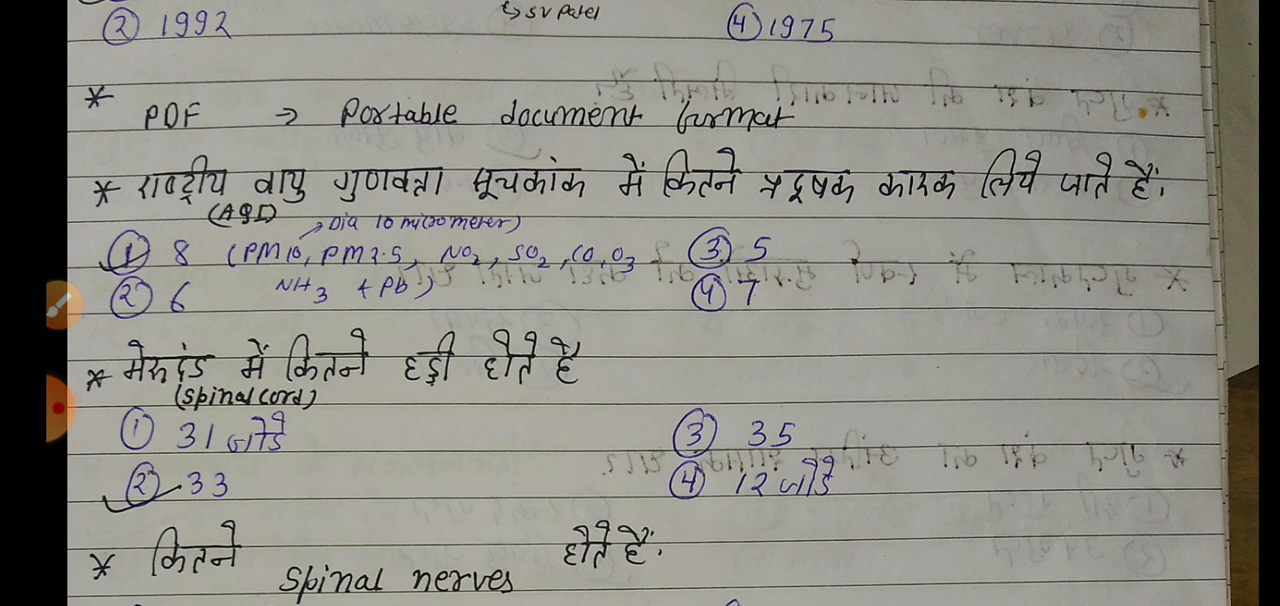 ↳ SV Patel
② 1992 ④ 1975
* PDF → Portable document format
* राष्ट्रीय वायु गुणवत्ता सूचकांक में कितने प्रदूषक कारक लिये जाते हैं.
(AQI) → Dia 10 micrometer)
① 8 (PM10, PM2.5, NO2, SO2, CO, O3 ③ 5
② 6 NH3 + Pb) ④ 7
* मेरुदंड में कितने हड्डी होते हैं
(spinal cord)
① 31 जोड़े ③ 35
② 33 ④ 12 जोड़े
* कितने spinal nerves होते हैं.